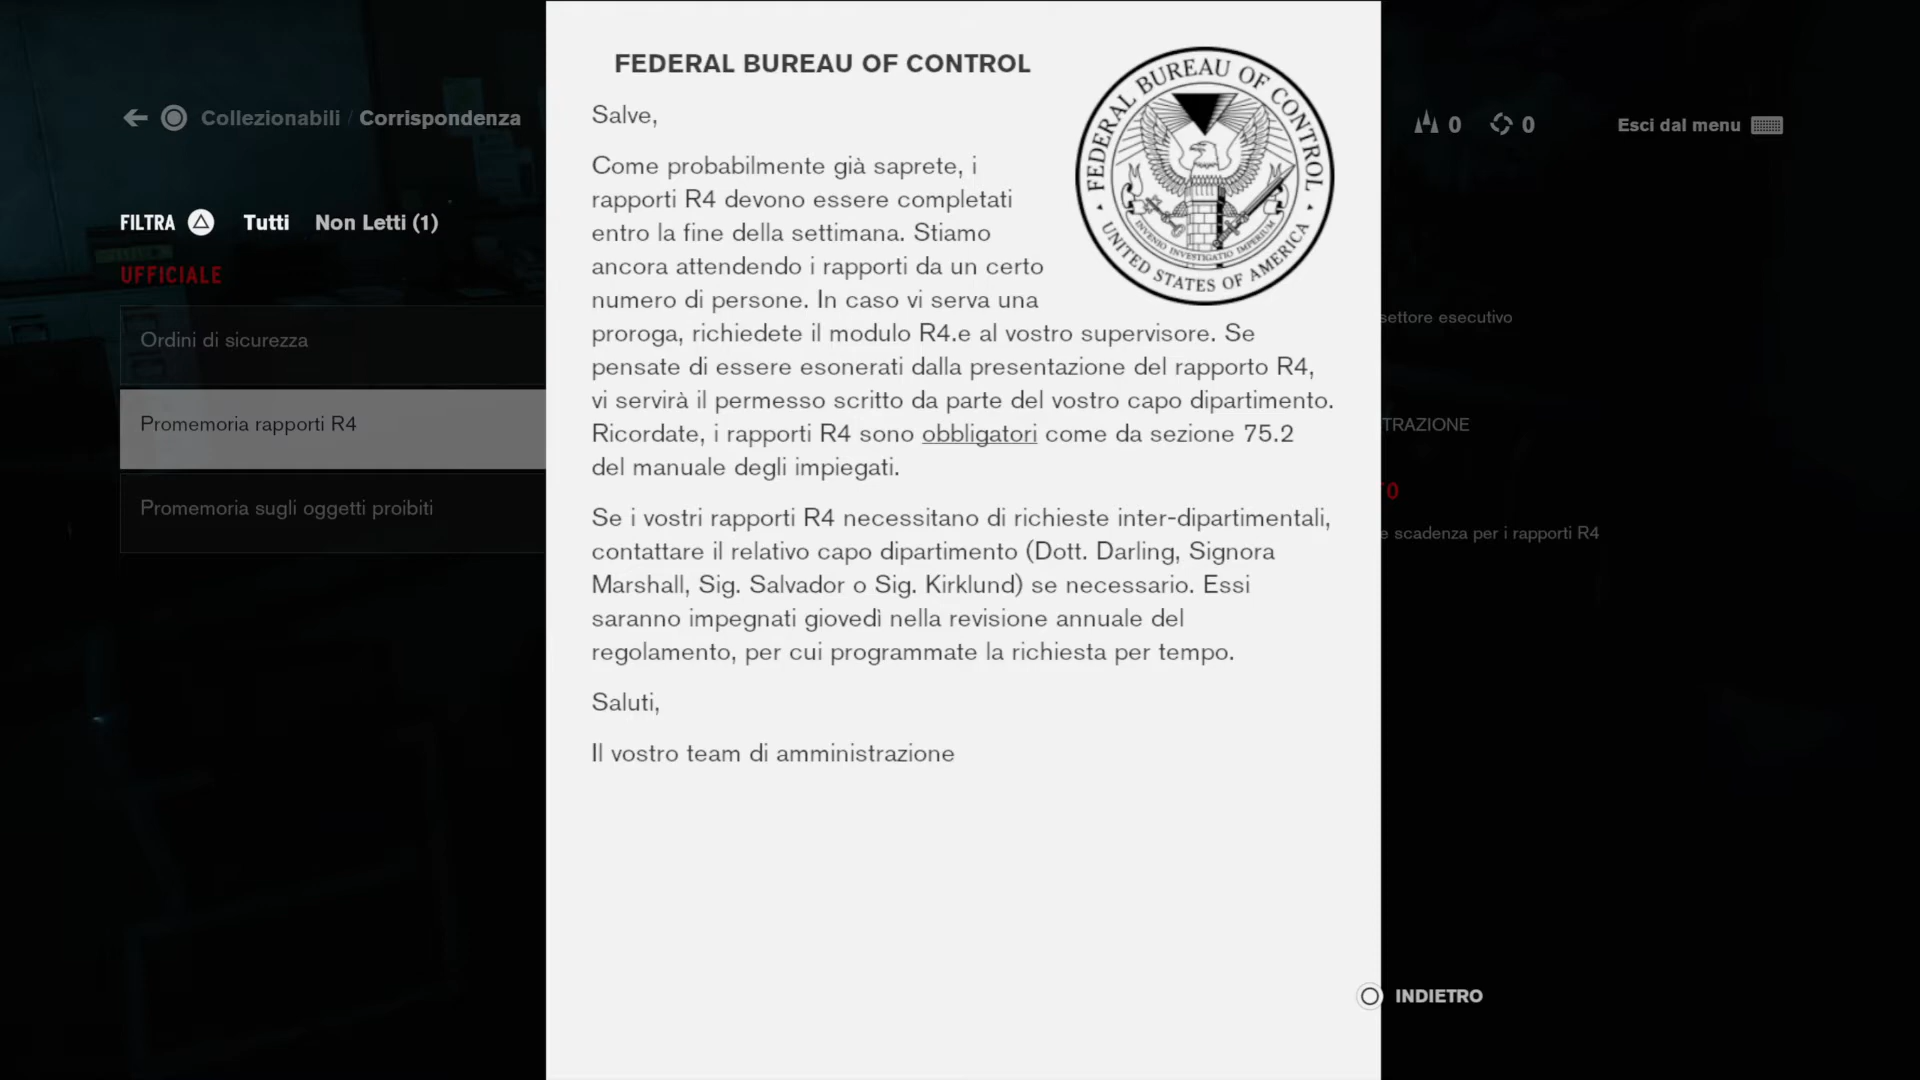 FEDERAL BUREAU OF CONTROL
FEDERAL BUREAU OF CONTROL
UNITED STATES OF AMERICA
INVENIO INVESTIGATIO IMPERIUM
Collezionabili / Corrispondenza
0
0
Esci dal menu
FILTRA
Tutti
Non Letti (1)
UFFICIALE
Ordini di sicurezza
Promemoria rapporti R4
Promemoria sugli oggetti proibiti
Salve,
Come probabilmente già saprete, i
rapporti R4 devono essere completati
entro la fine della settimana. Stiamo
ancora attendendo i rapporti da un certo
numero di persone. In caso vi serva una
proroga, richiedete il modulo R4.e al vostro supervisore. Se
pensate di essere esonerati dalla presentazione del rapporto R4,
vi servirà il permesso scritto da parte del vostro capo dipartimento.
Ricordate, i rapporti R4 sono obbligatori come da sezione 75.2
del manuale degli impiegati.
Se i vostri rapporti R4 necessitano di richieste inter-dipartimentali,
contattare il relativo capo dipartimento (Dott. Darling, Signora
Marshall, Sig. Salvador o Sig. Kirklund) se necessario. Essi
saranno impegnati giovedì nella revisione annuale del
regolamento, per cui programmate la richiesta per tempo.
Saluti,
Il vostro team di amministrazione
settore esecutivo
TRAZIONE
TO
e scadenza per i rapporti R4
INDIETRO